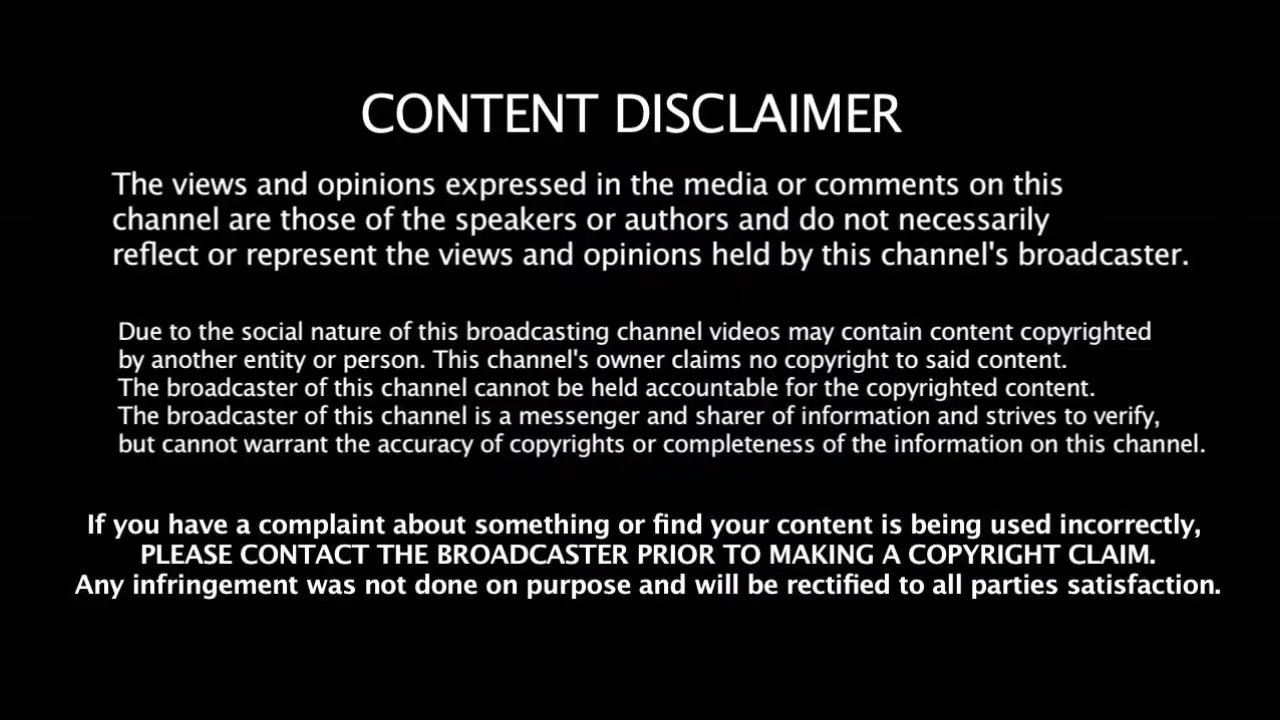 CONTENT DISCLAIMER
The views and opinions expressed in the media or comments on this
channel are those of the speakers or authors and do not necessarily
reflect or represent the views and opinions held by this channel's broadcaster.
Due to the social nature of this broadcasting channel videos may contain content copyrighted
by another entity or person. This channel's owner claims no copyright to said content.
The broadcaster of this channel cannot be held accountable for the copyrighted content.
The broadcaster of this channel is a messenger and sharer of information and strives to verify,
but cannot warrant the accuracy of copyrights or completeness of the information on this channel.
If you have a complaint about something or find your content is being used incorrectly,
PLEASE CONTACT THE BROADCASTER PRIOR TO MAKING A COPYRIGHT CLAIM.
Any infringement was not done on purpose and will be rectified to all parties satisfaction.